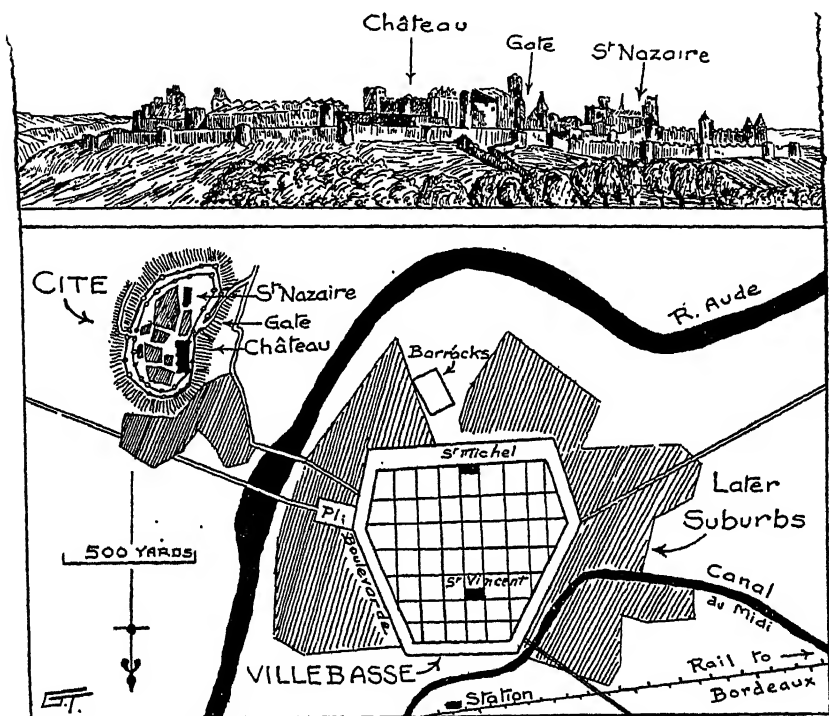 Château
Gate
St Nazaire
CITE
St Nazaire
Gate
Château
R. Aude
Barracks
St Michel
Later
Suburbs
Pl:
Boulevarde
500 YARDS
St Vincent
Canal
du Midi
VILLEBASSE
Rail to
Bordeaux
Station
G.T.